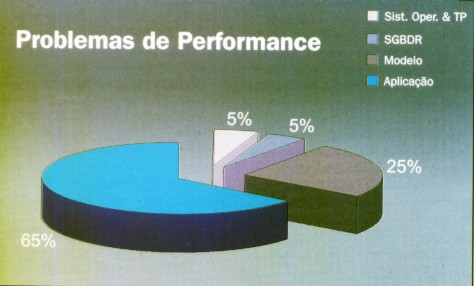 Problemas de Performance
Sist. Oper. & TP
SGBDR
Modelo
Aplicação
5%
5%
25%
65%